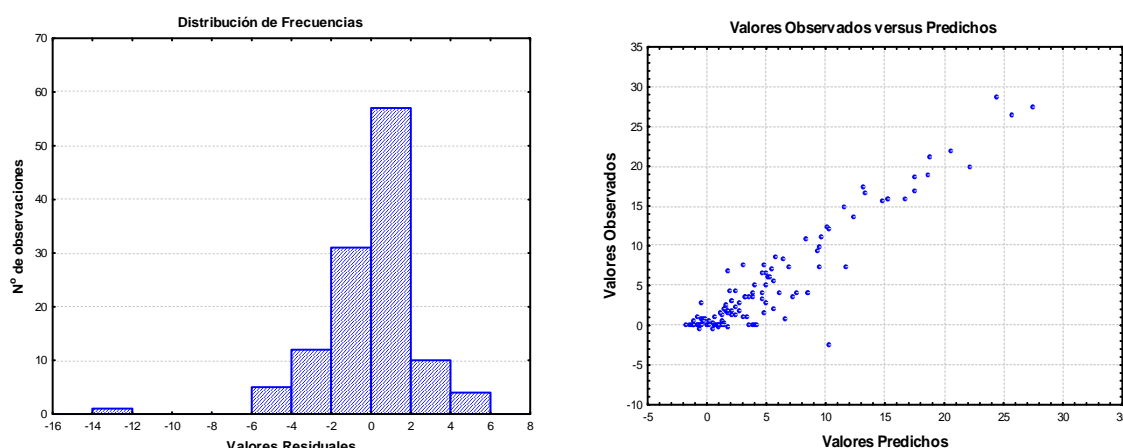 Distribución de Frecuencias
70
60
50
40
30
20
10
0
-16 -14 -12 -10 -8 -6 -4 -2 0 2 4 6 8
Nº de observaciones
Valores Residuales
Valores Observados versus Predichos
35
30
25
20
15
10
5
0
-5
-10
-5 0 5 10 15 20 25 30
Valores Observados
Valores Predichos